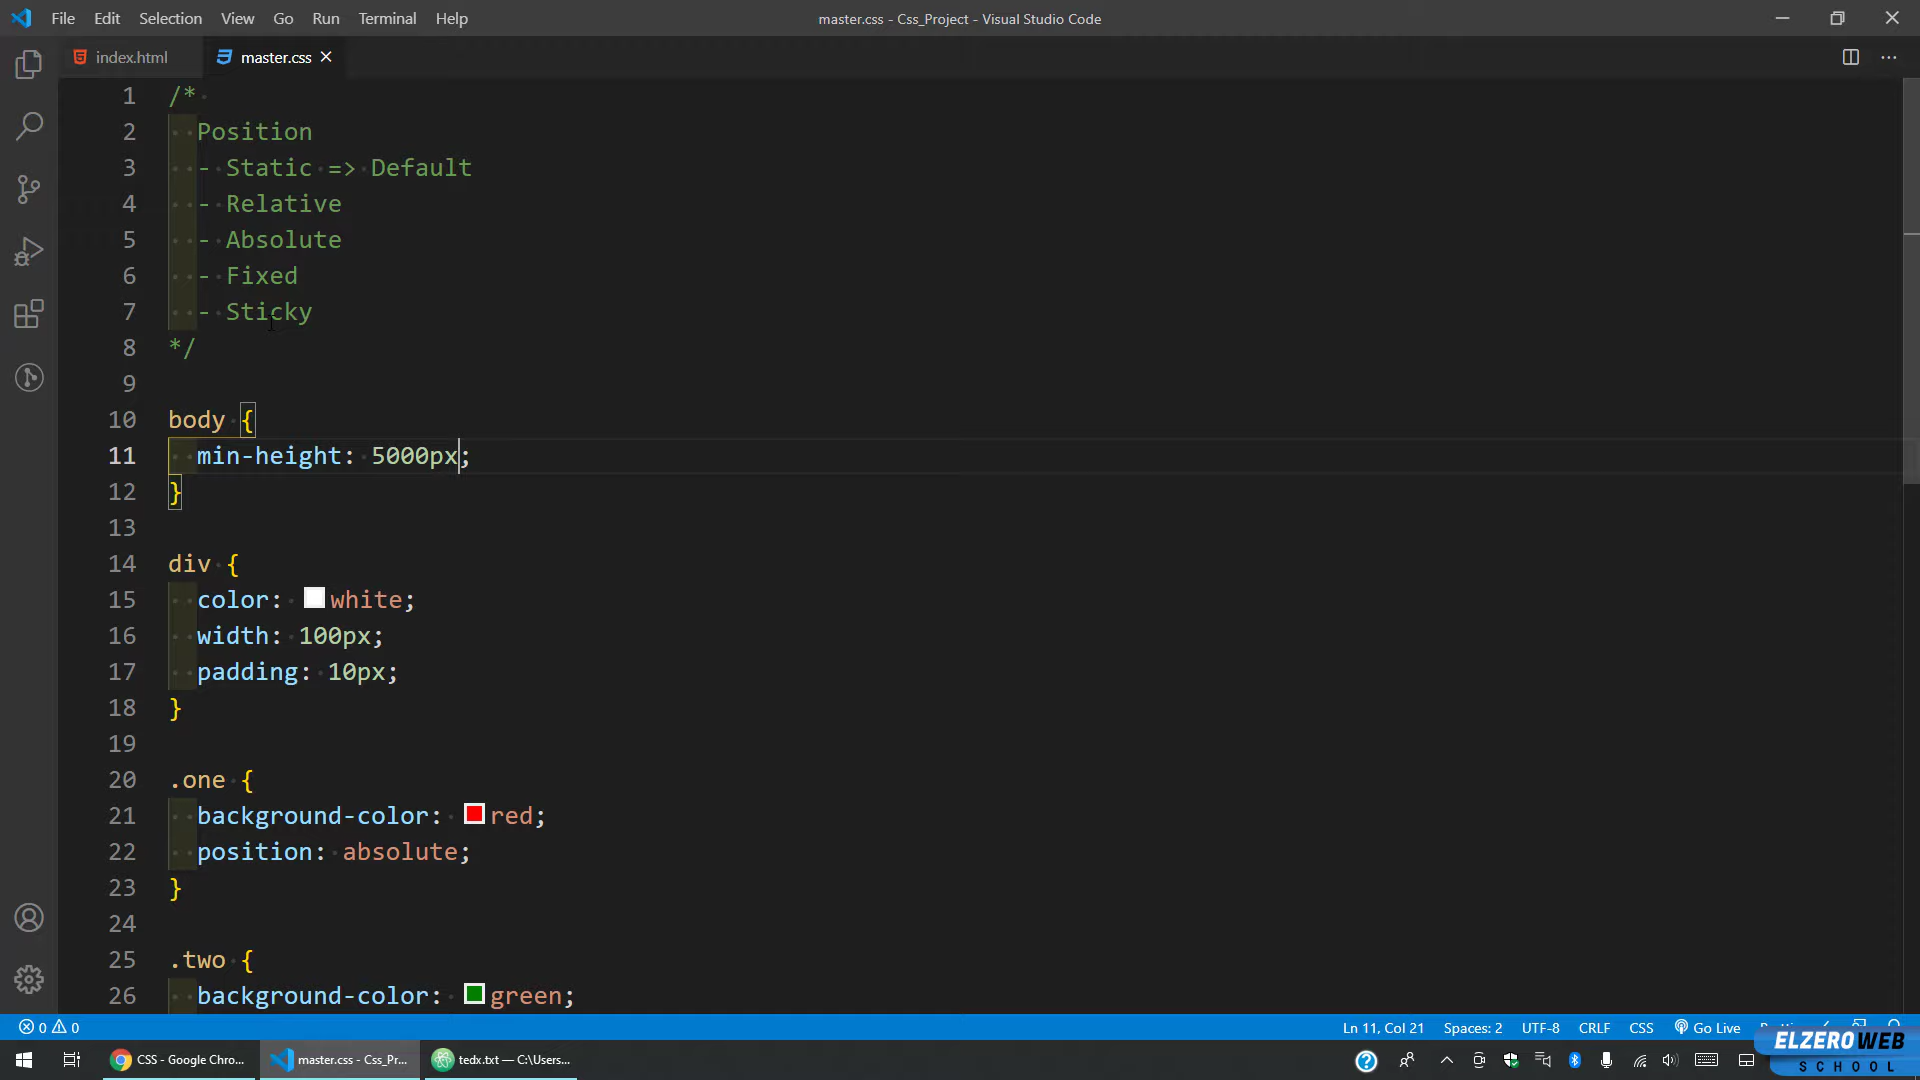 File Edit Selection View Go Run Terminal Help
master.css - Css_Project - Visual Studio Code
index.html
master.css
1 /*
2 Position
3 - Static => Default
4 - Relative
5 - Absolute
6 - Fixed
7 - Sticky
8 */
9
10 body {
11 min-height: 5000px;
12 }
13
14 div {
15 color: white;
16 width: 100px;
17 padding: 10px;
18 }
19
20 .one {
21 background-color: red;
22 position: absolute;
23 }
24
25 .two {
26 background-color: green;
0 0
Ln 11, Col 21 Spaces: 2 UTF-8 CRLF CSS Go Live
CSS - Google Chro...
master.css - Css_Pr...
tedx.txt — C:\Users...
ELZEROWEB
SCHOOL